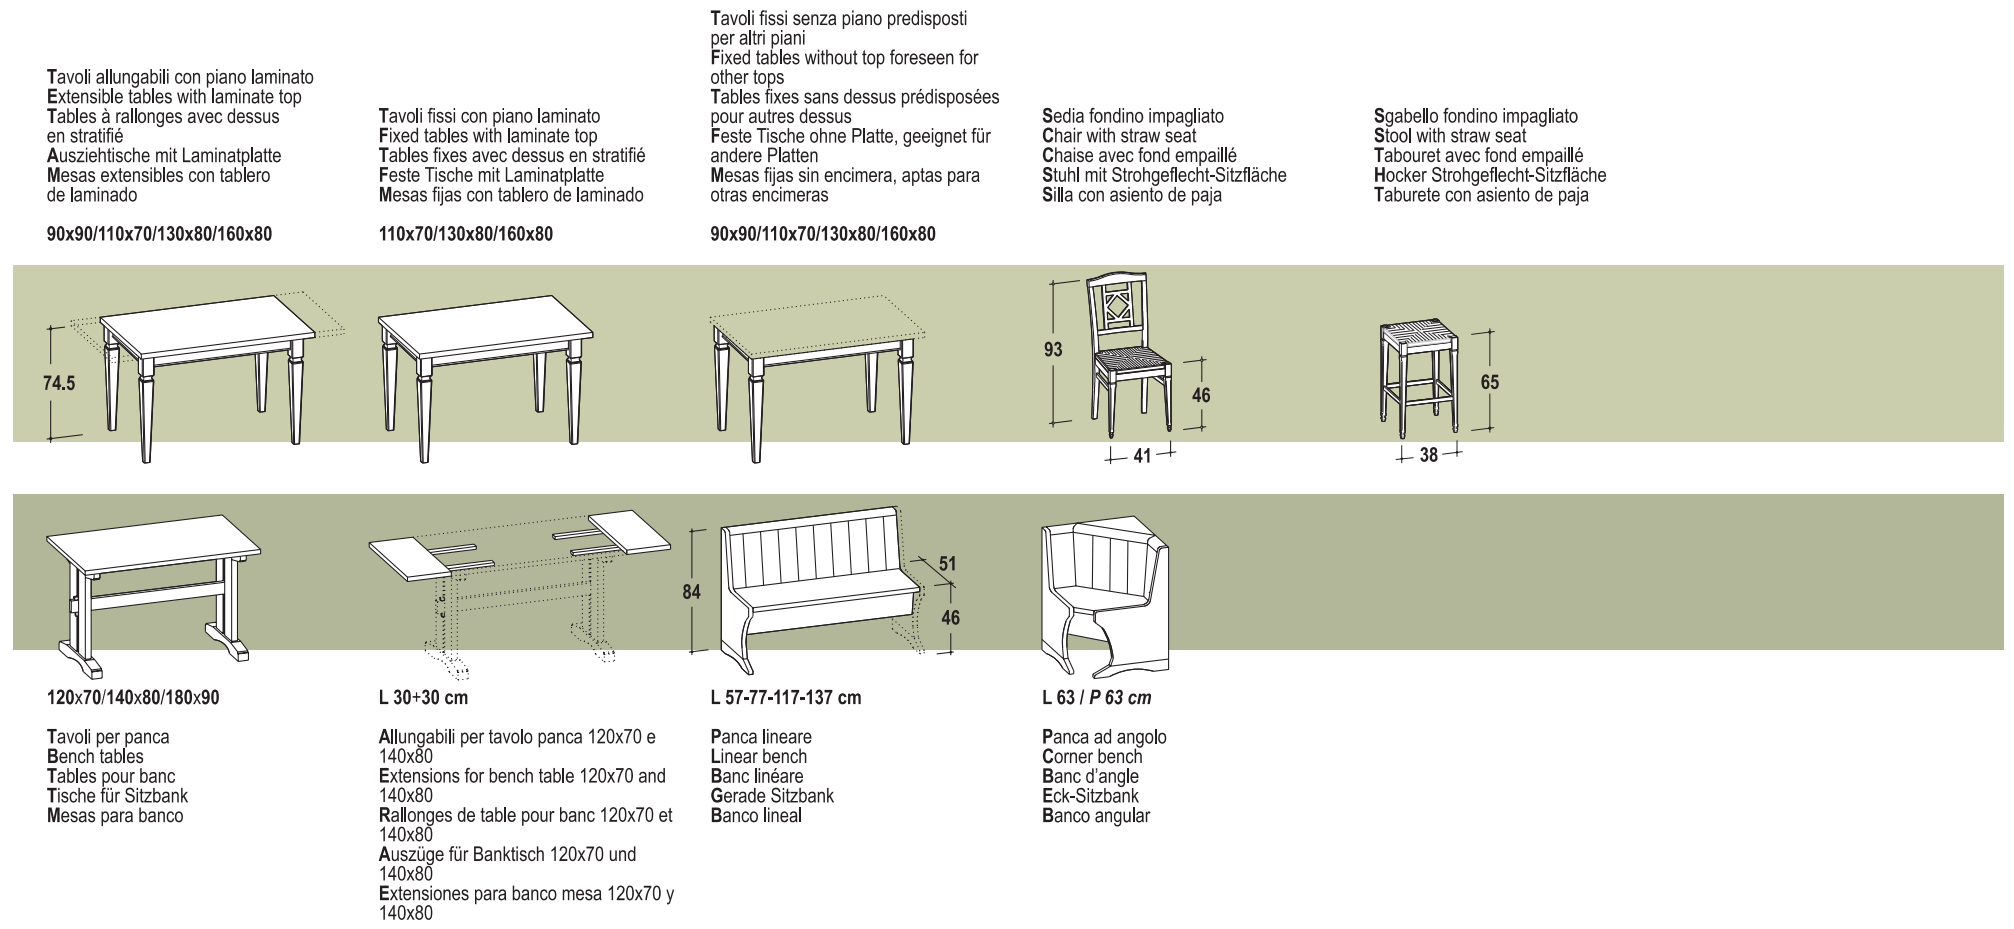 Tavoli allungabili con piano laminato
Extensible tables with laminate top
Tables à rallonges avec dessus
en stratifié
Ausziehtische mit Laminatplatte
Mesas extensibles con tablero
de laminado
90x90/110x70/130x80/160x80
Tavoli fissi con piano laminato
Fixed tables with laminate top
Tables fixes avec dessus en stratifié
Feste Tische mit Laminatplatte
Mesas fijas con tablero de laminado
110x70/130x80/160x80
Tavoli fissi senza piano predisposti
per altri piani
Fixed tables without top foreseen for
other tops
Tables fixes sans dessus prédisposées
pour autres dessus
Feste Tische ohne Platte, geeignet für
andere Platten
Mesas fijas sin encimera, aptas para
otras encimeras
90x90/110x70/130x80/160x80
Sedia fondino impagliato
Chair with straw seat
Chaise avec fond empaillé
Stuhl mit Strohgeflecht-Sitzfläche
Silla con asiento de paja
Sgabello fondino impagliato
Stool with straw seat
Tabouret avec fond empaillé
Hocker Strohgeflecht-Sitzfläche
Taburete con asiento de paja
74.5
93
46
41
65
38
84
51
46
120x70/140x80/180x90
Tavoli per panca
Bench tables
Tables pour banc
Tische für Sitzbank
Mesas para banco
L 30+30 cm
Allungabili per tavolo panca 120x70 e
140x80
Extensions for bench table 120x70 and
140x80
Rallonges de table pour banc 120x70 et
140x80
Auszüge für Banktisch 120x70 und
140x80
Extensiones para banco mesa 120x70 y
140x80
L 57-77-117-137 cm
Panca lineare
Linear bench
Banc linéare
Gerade Sitzbank
Banco lineal
L 63 / P 63 cm
Panca ad angolo
Corner bench
Banc d'angle
Eck-Sitzbank
Banco angular